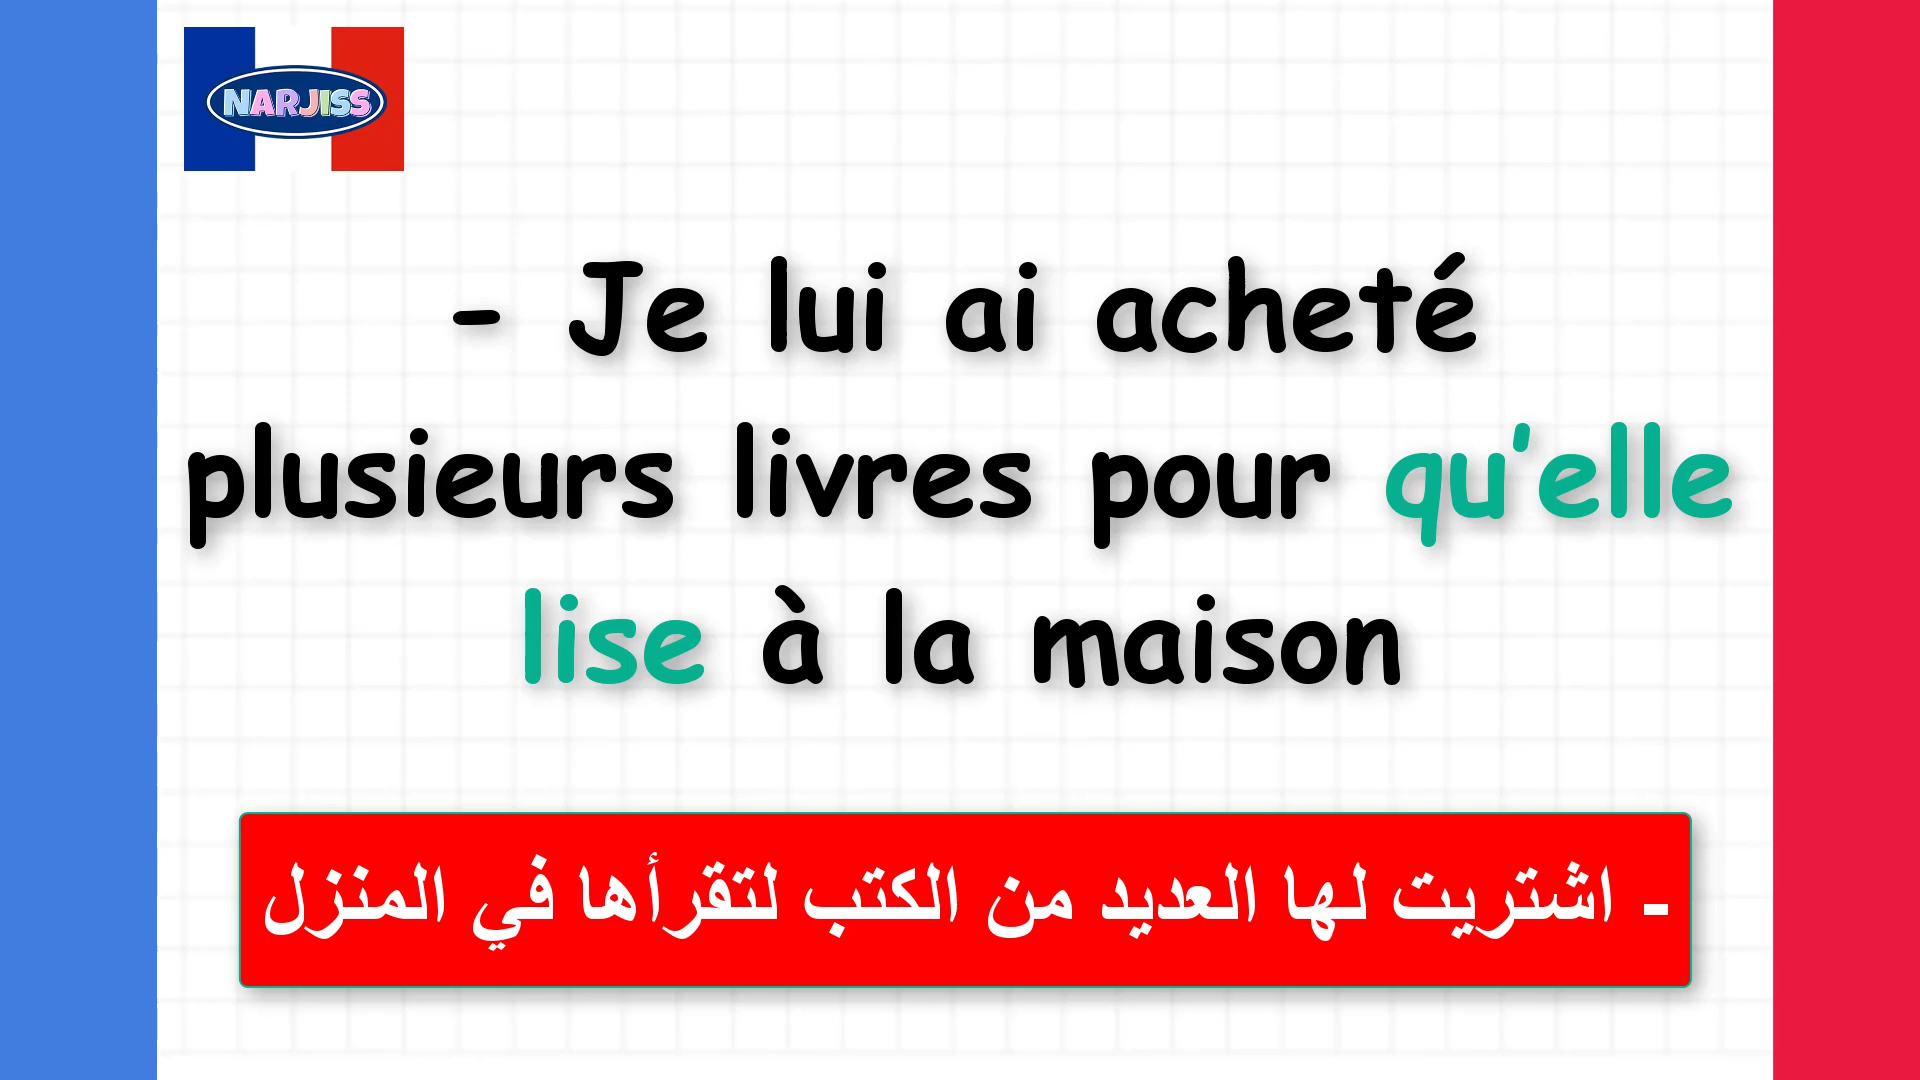 NARJISS
- Je lui ai acheté
plusieurs livres pour qu’elle
lise à la maison
- اشتريت لها العديد من الكتب لتقرأها في المنزل